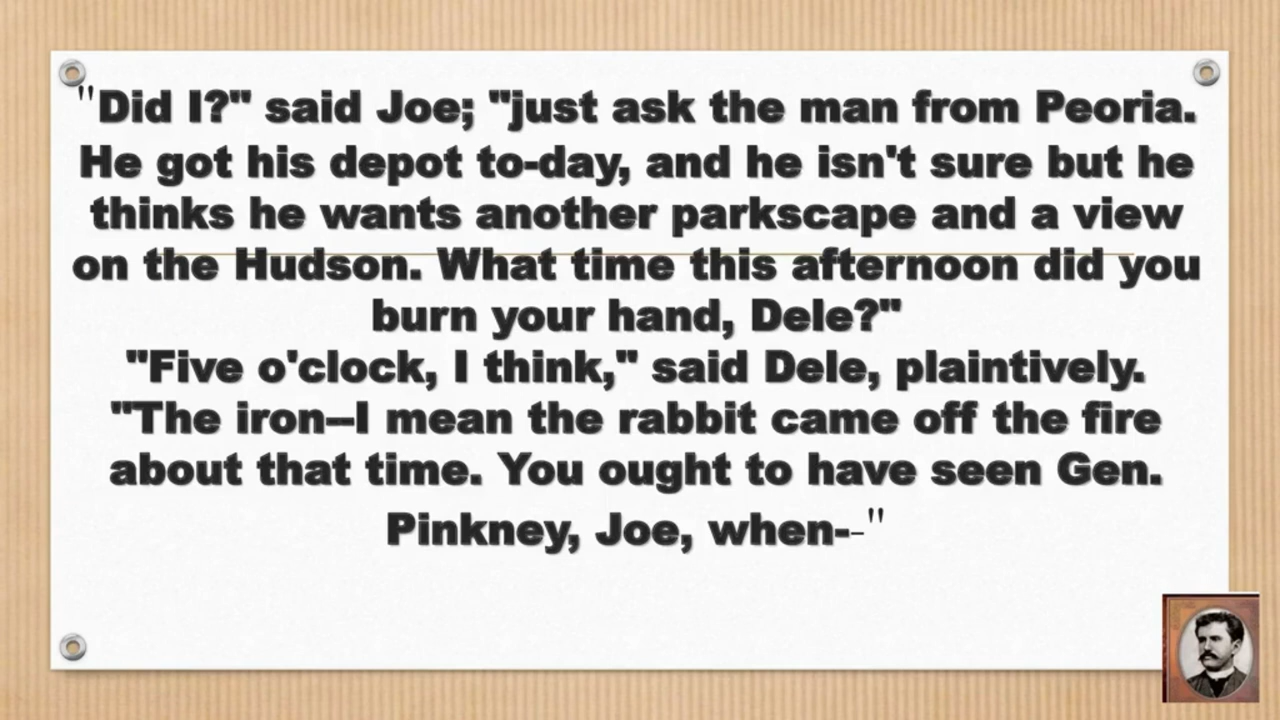 "Did I?" said Joe; "just ask the man from Peoria.
He got his depot to-day, and he isn't sure but he
thinks he wants another parkscape and a view
on the Hudson. What time this afternoon did you
burn your hand, Dele?"
"Five o'clock, I think," said Dele, plaintively.
"The iron--I mean the rabbit came off the fire
about that time. You ought to have seen Gen.
Pinkney, Joe, when--"